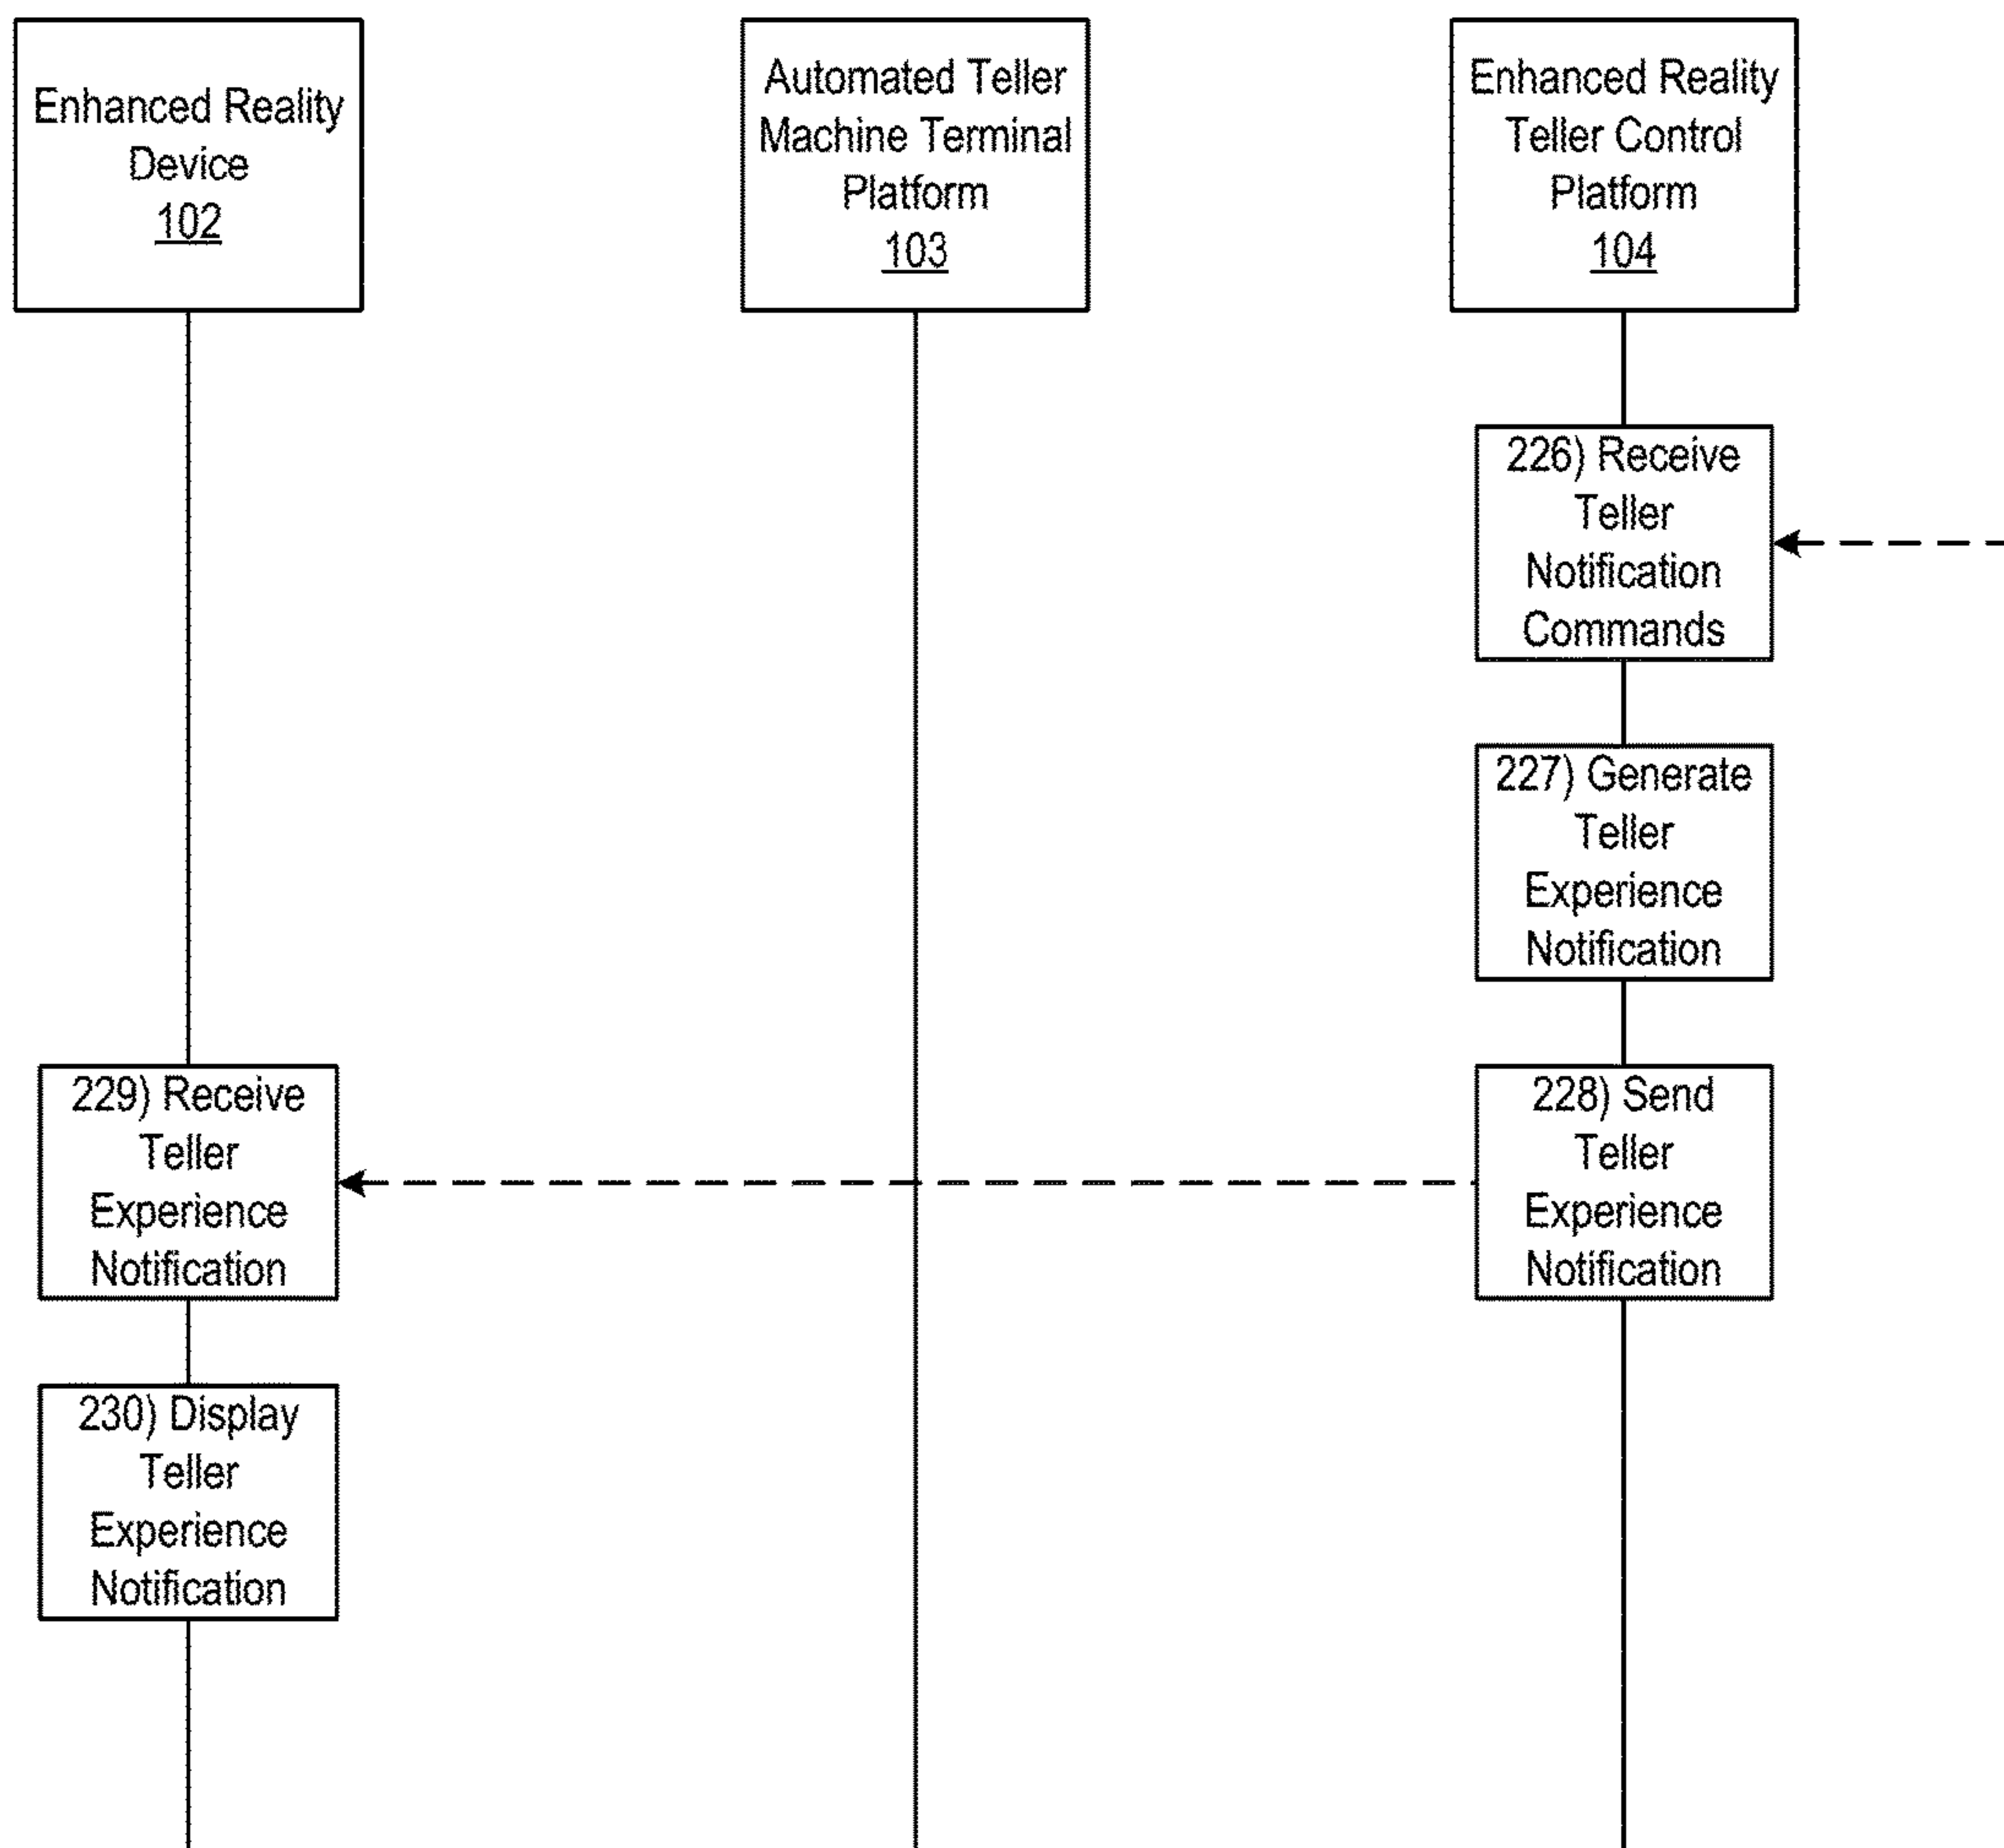 Enhanced Reality
Device
102
Automated Teller
Machine Terminal
Platform
103
Enhanced Reality
Teller Control
Platform
104
226) Receive
Teller
Notification
Commands
227) Generate
Teller
Experience
Notification
229) Receive
Teller
Experience
Notification
228) Send
Teller
Experience
Notification
230) Display
Teller
Experience
Notification